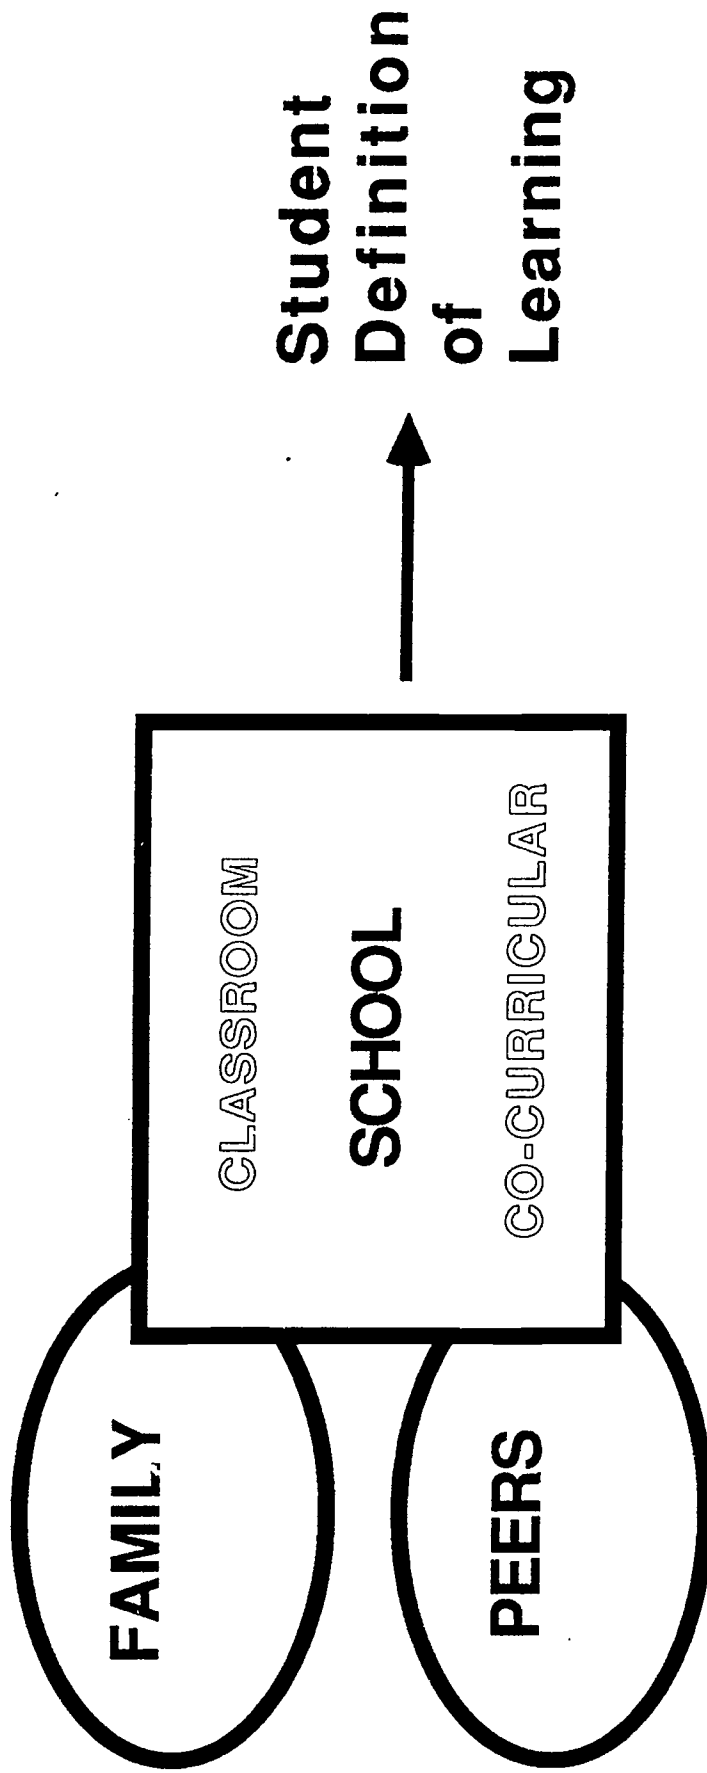 FAMILY
PEERS
CLASSROOM
SCHOOL
CO-CURRICULAR
Student
Definition
of
Learning